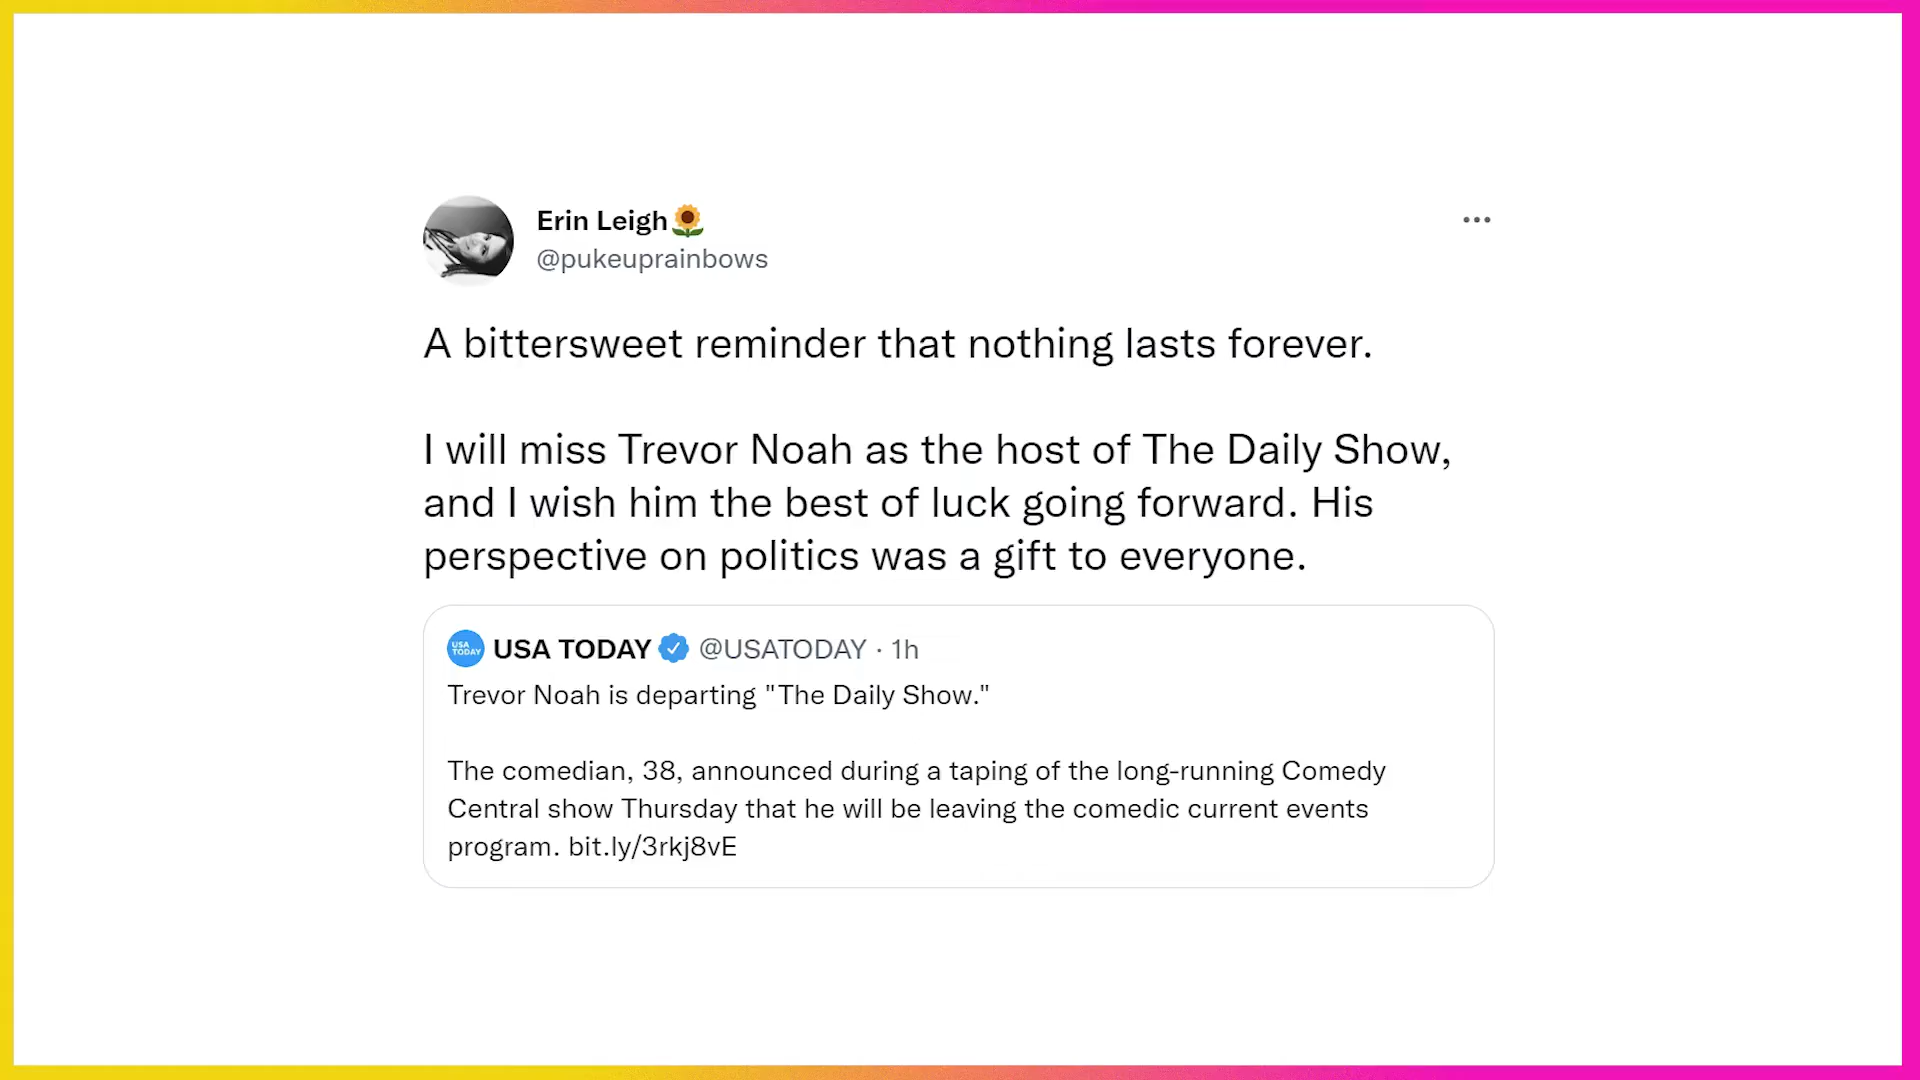 Erin Leigh🌻
@pukeuprainbows
A bittersweet reminder that nothing lasts forever.
I will miss Trevor Noah as the host of The Daily Show,
and I wish him the best of luck going forward. His
perspective on politics was a gift to everyone.
USA TODAY
USA TODAY @USATODAY · 1h
Trevor Noah is departing "The Daily Show."
The comedian, 38, announced during a taping of the long-running Comedy
Central show Thursday that he will be leaving the comedic current events
program. bit.ly/3rkj8vE